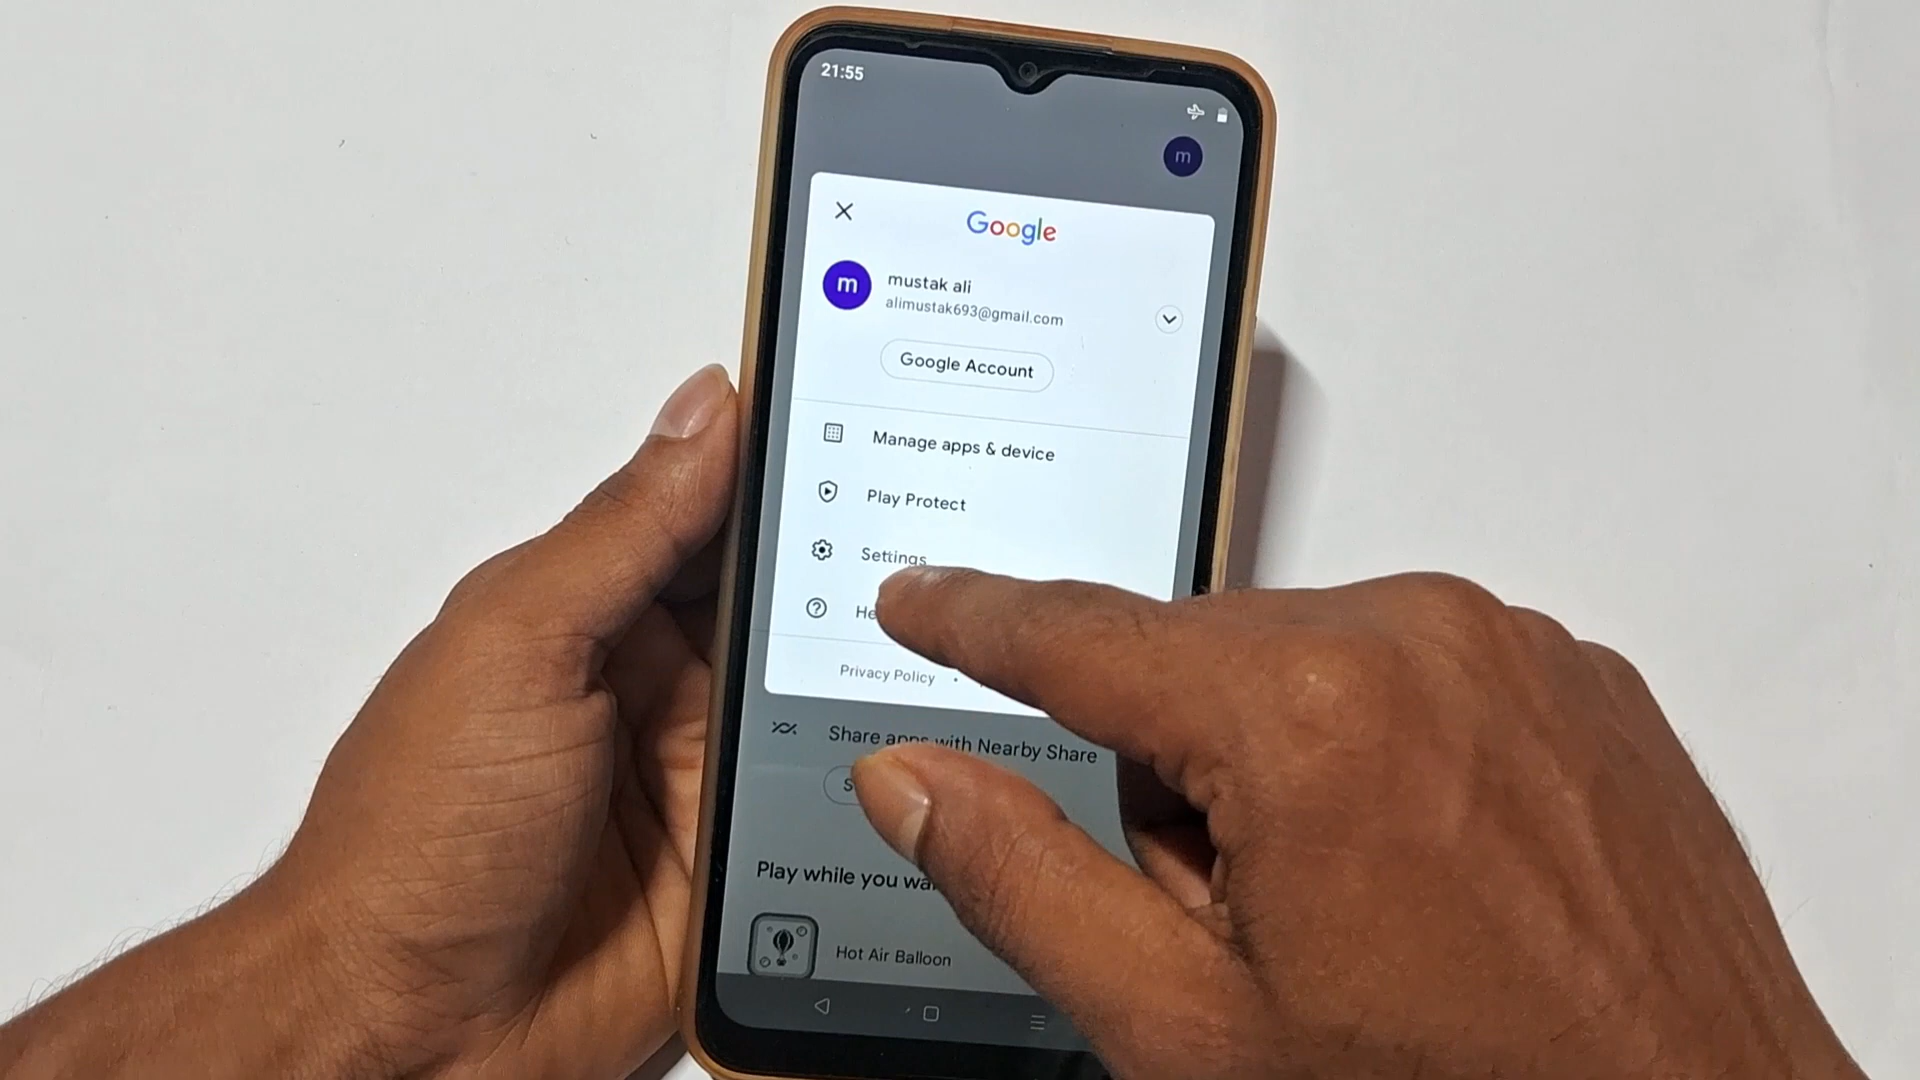 21:55
m
Google
m
mustak ali
alimustak693@gmail.com
Google Account
Manage apps & device
Play Protect
Settings
Privacy Policy •
Share apps with Nearby Share
Play while you
Hot Air Balloon